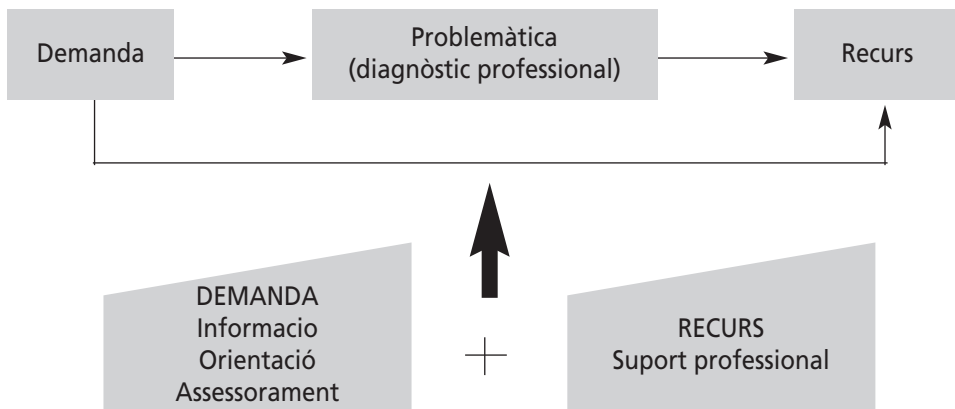 Demanda
Problemàtica
(diagnòstic professional)
Recurs
DEMANDA
Informacio
Orientació
Assessorament
RECURS
Suport professional